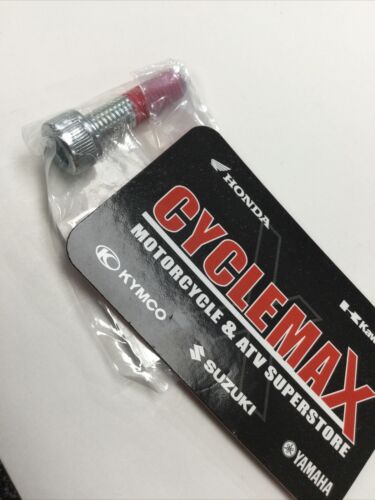 HONDA
CYCLEMAX
MOTORCYCLE & ATV SUPERSTORE
KYMCO
SUZUKI
YAMAHA